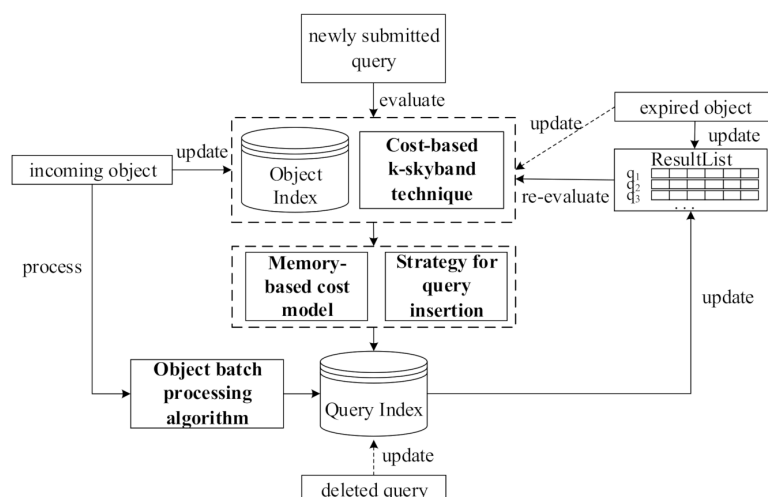 newly submitted
query
evaluate
update
expired object
update
incoming object
update
Object
Index
Cost-based
k-skyband
technique
re-evaluate
ResultList
q1
q2
q3
...
process
Memory-
based cost
model
Strategy for
query
insertion
update
Object batch
processing
algorithm
Query Index
update
deleted query